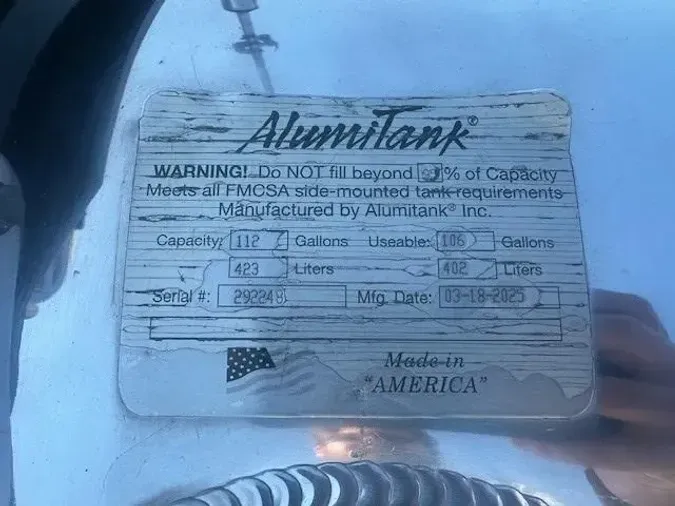 AlumiTank®
WARNING! Do NOT fill beyond % of Capacity
Meets all FMCSA side-mounted tank requirements
Manufactured by Alumitank® Inc.
Capacity: 112 Gallons Useable: 106 Gallons
423 Liters 402 Liters
Serial #: 292248 Mfg. Date: 03-18-2025
Made in
"AMERICA"